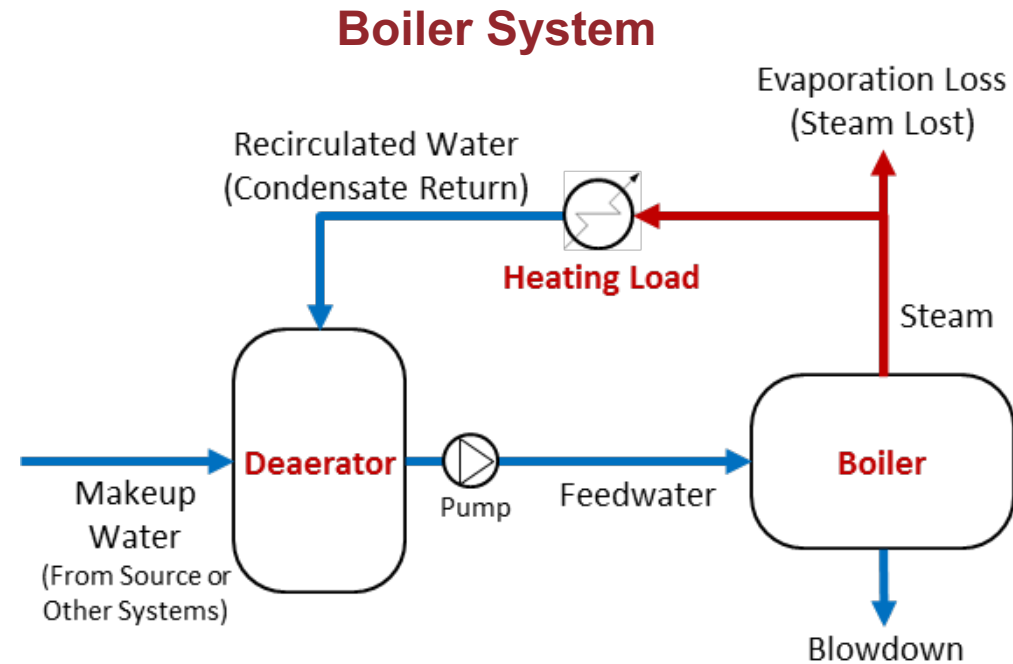 Boiler System
Evaporation Loss
(Steam Lost)
Recirculated Water
(Condensate Return)
Heating Load
Steam
Deaerator
Boiler
Makeup
Water
(From Source or
Other Systems)
Pump
Feedwater
Blowdown